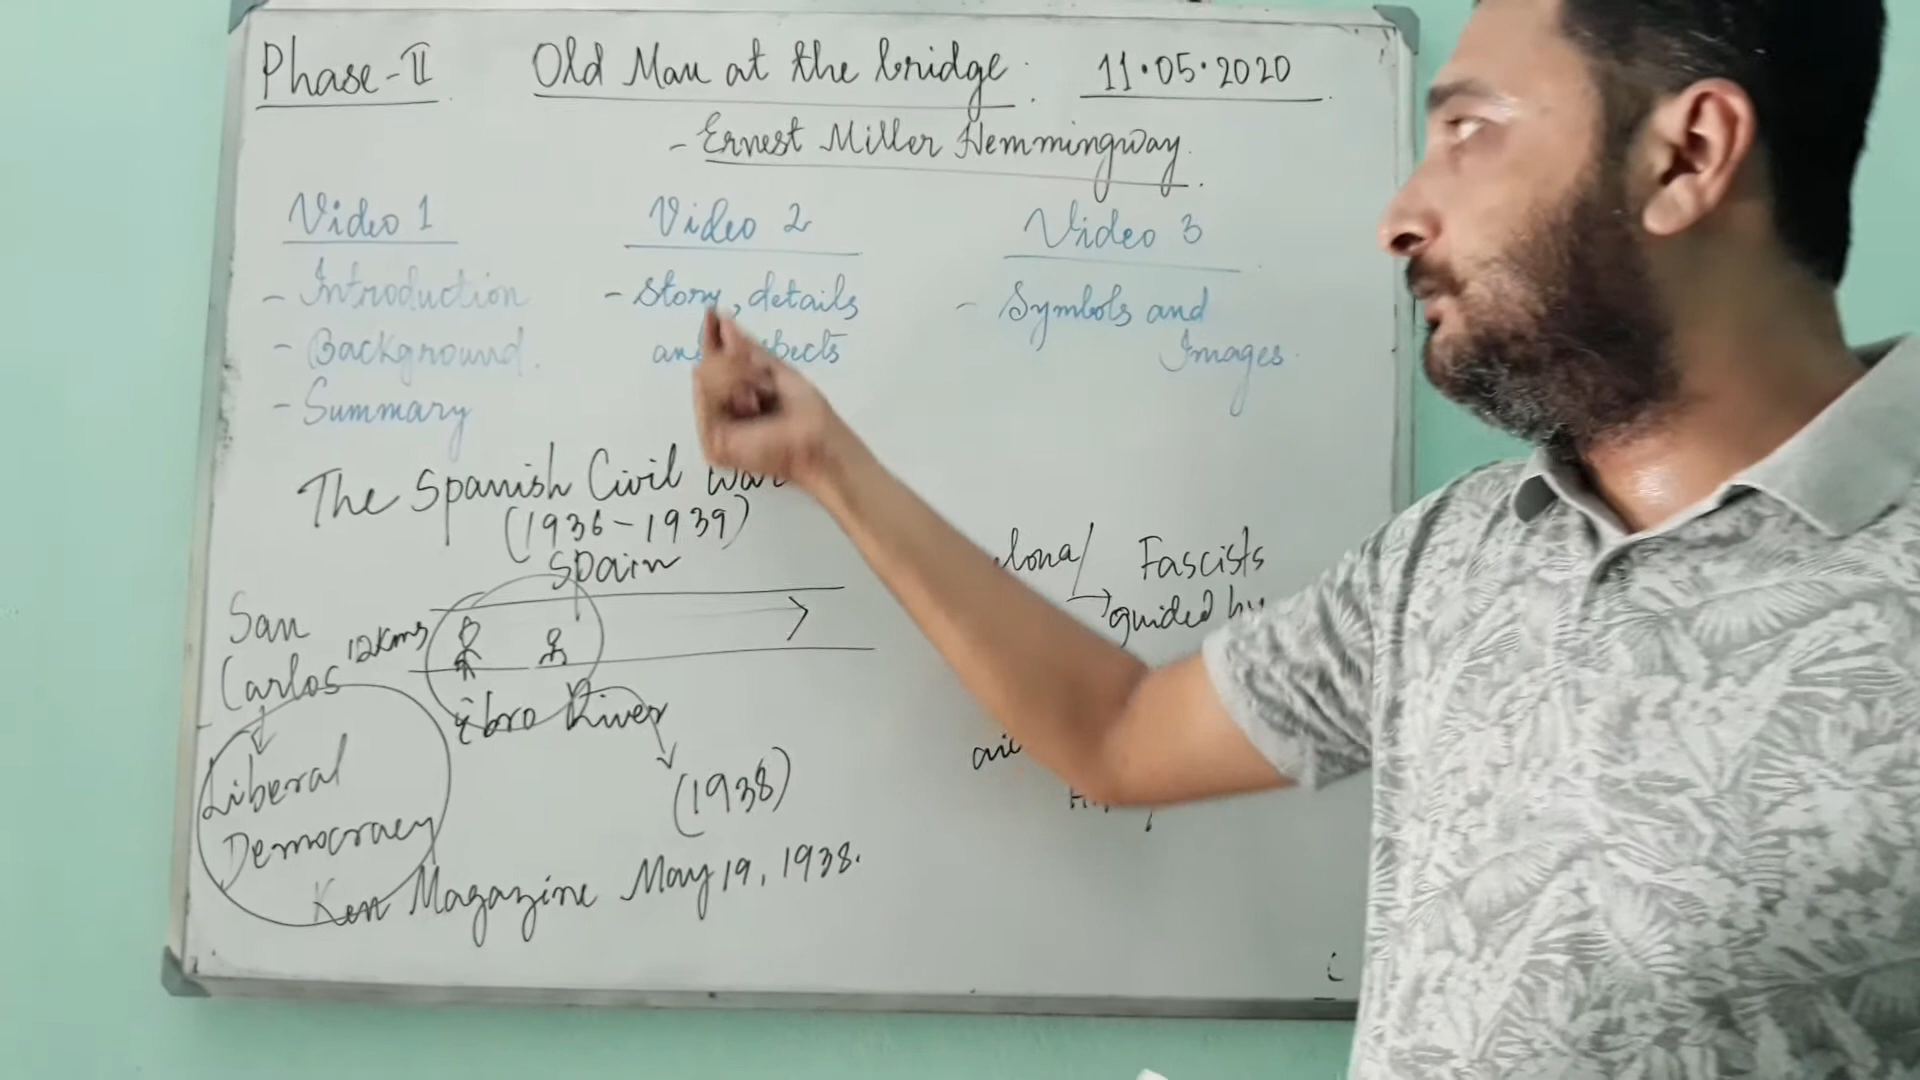 Phase-II Old Man at the bridge. 11.05.2020
- Ernest Miller Hemmingway.
Video 1
- Introduction
- Background.
- Summary
Video 2
- Story, details
Video 3
- Symbols and
Images.
The Spanish Civil War
(1936-1939)
Spain
San
Carlos
12Kms
Ebro River
(1938)
Liberal
Democracy
Ken Magazine May 19, 1938.
Fascists
guided by